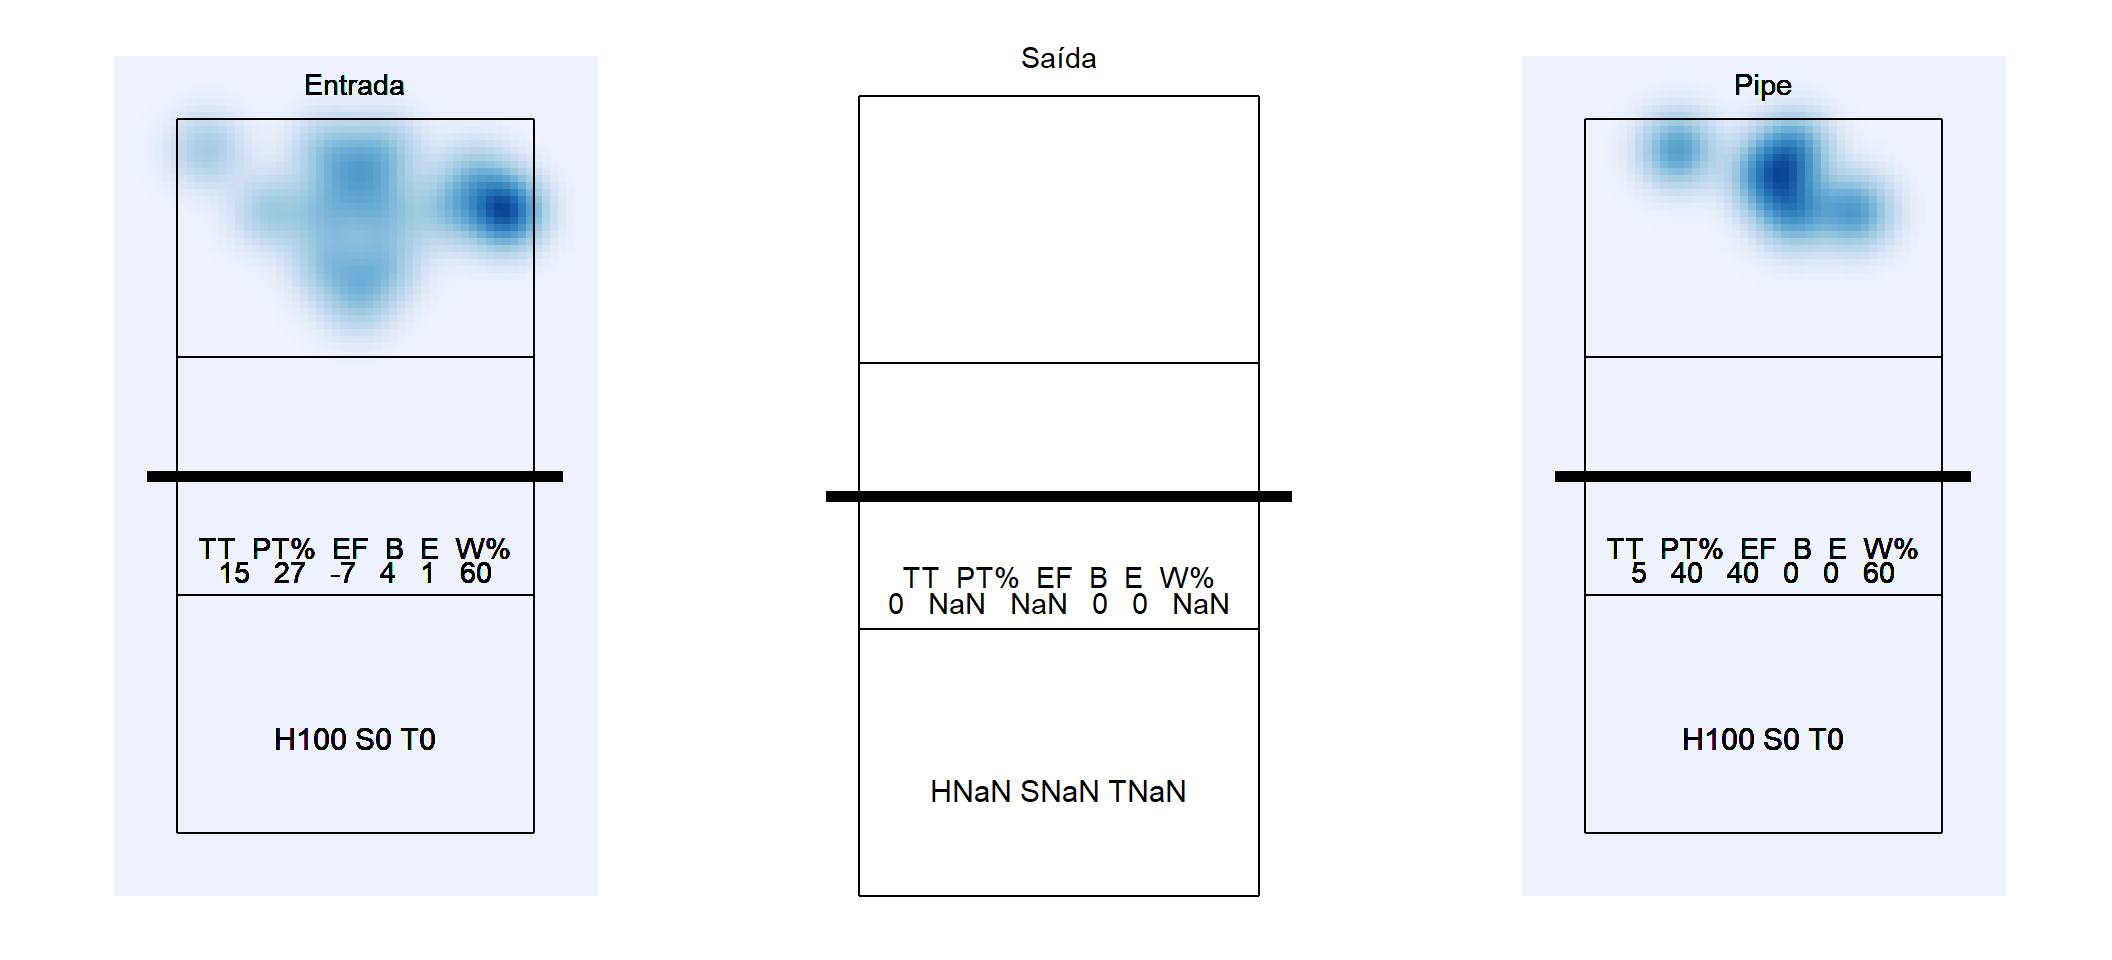 Entrada
TT PT% EF B E W%
15 27 -7 4 1 60
H100 S0 T0
Saída
TT PT% EF B E W%
0 NaN NaN 0 0 NaN
HNaN SNaN TNaN
Pipe
TT PT% EF B E W%
5 40 40 0 0 60
H100 S0 T0